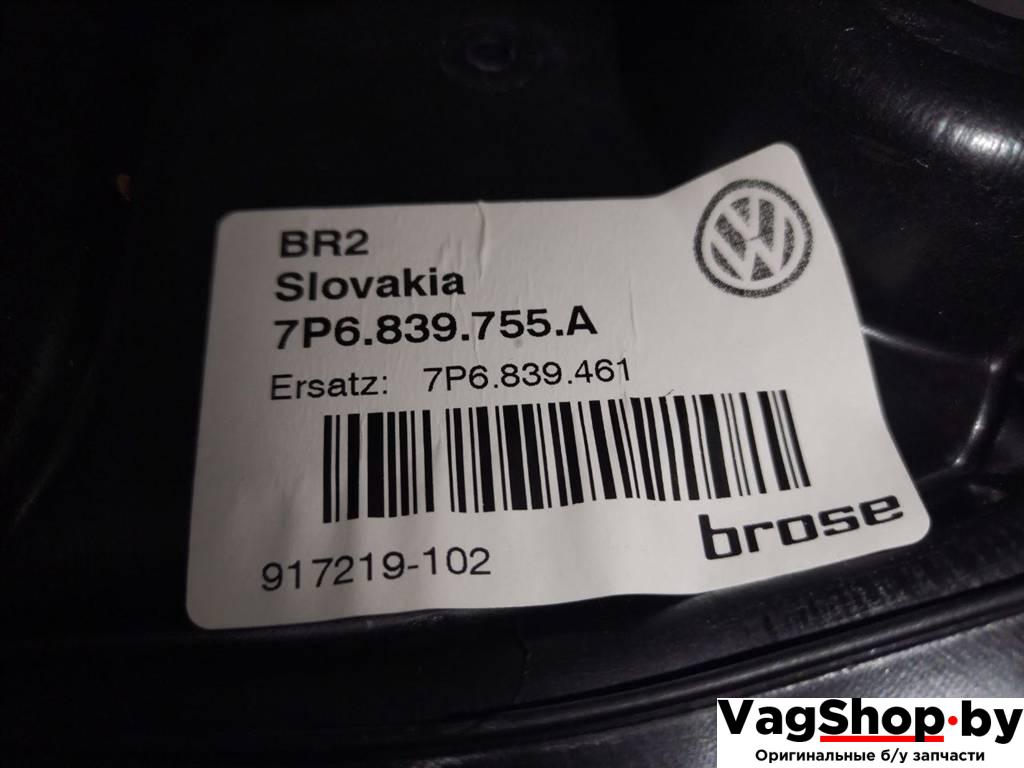 BR2
Slovakia
7P6.839.755.A
Ersatz: 7P6.839.461
brose
917219-102
VagShop.by
Оригинальные б/у запчасти